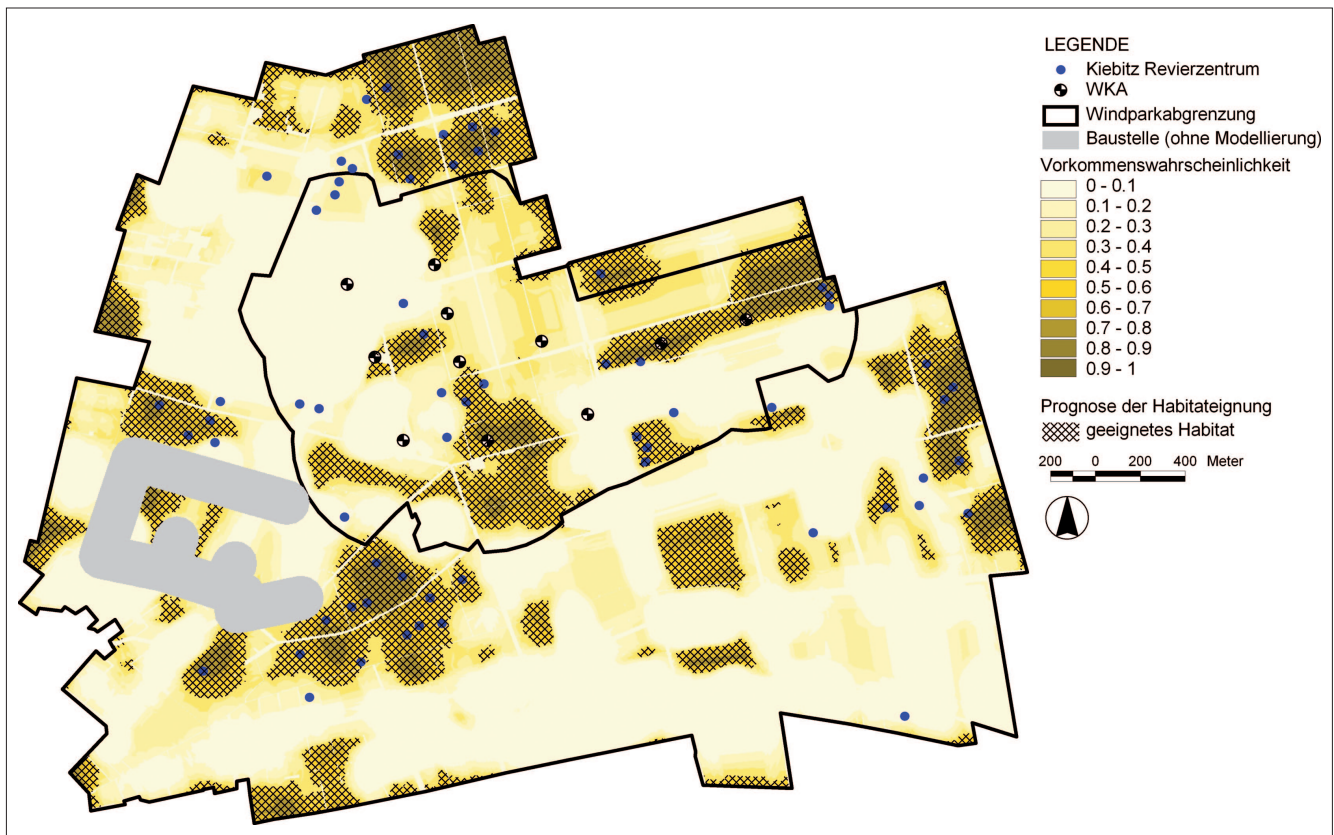 LEGENDE
Kiebitz Revierzentrum
WKA
Windparkabgrenzung
Baustelle (ohne Modellierung)
Vorkommenswahrscheinlichkeit
0 - 0.1
0.1 - 0.2
0.2 - 0.3
0.3 - 0.4
0.4 - 0.5
0.5 - 0.6
0.6 - 0.7
0.7 - 0.8
0.8 - 0.9
0.9 - 1
Prognose der Habitateignung
geeignetes Habitat
200 0 200 400 Meter